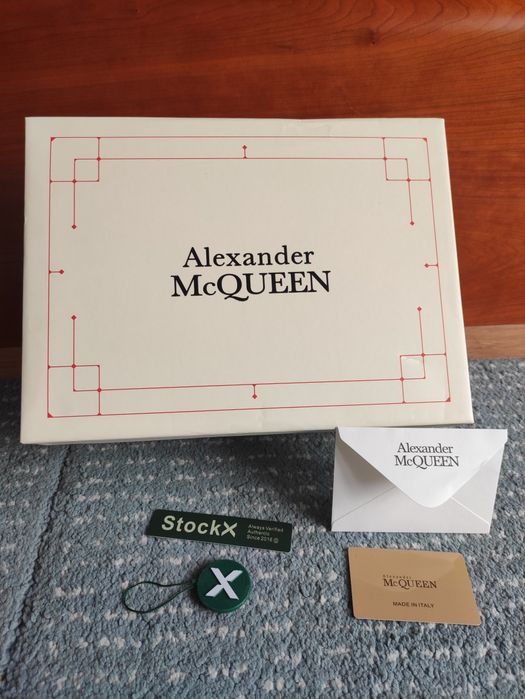 Alexander
McQUEEN
Alexander
McQUEEN
StockX
Always Verified
Authentic
Since 2016 ©
X
Alexander
McQUEEN
MADE IN ITALY